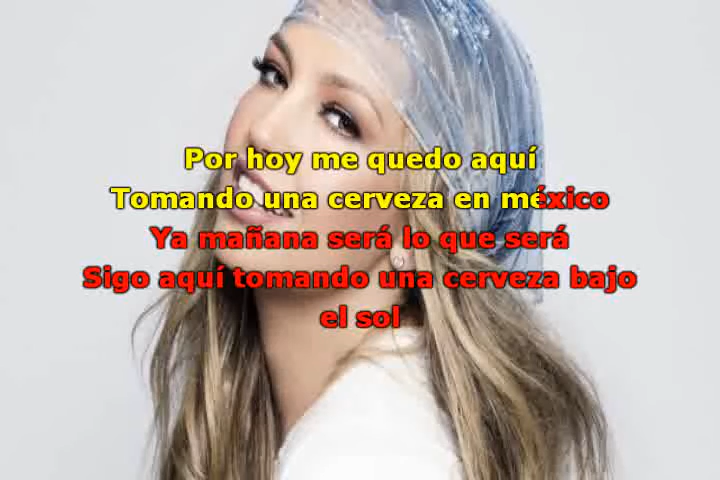 Por hoy me quedo aquí
Tomando una cerveza en méxico
Ya mañana será lo que será
Sigo aquí tomando una cerveza bajo
el sol